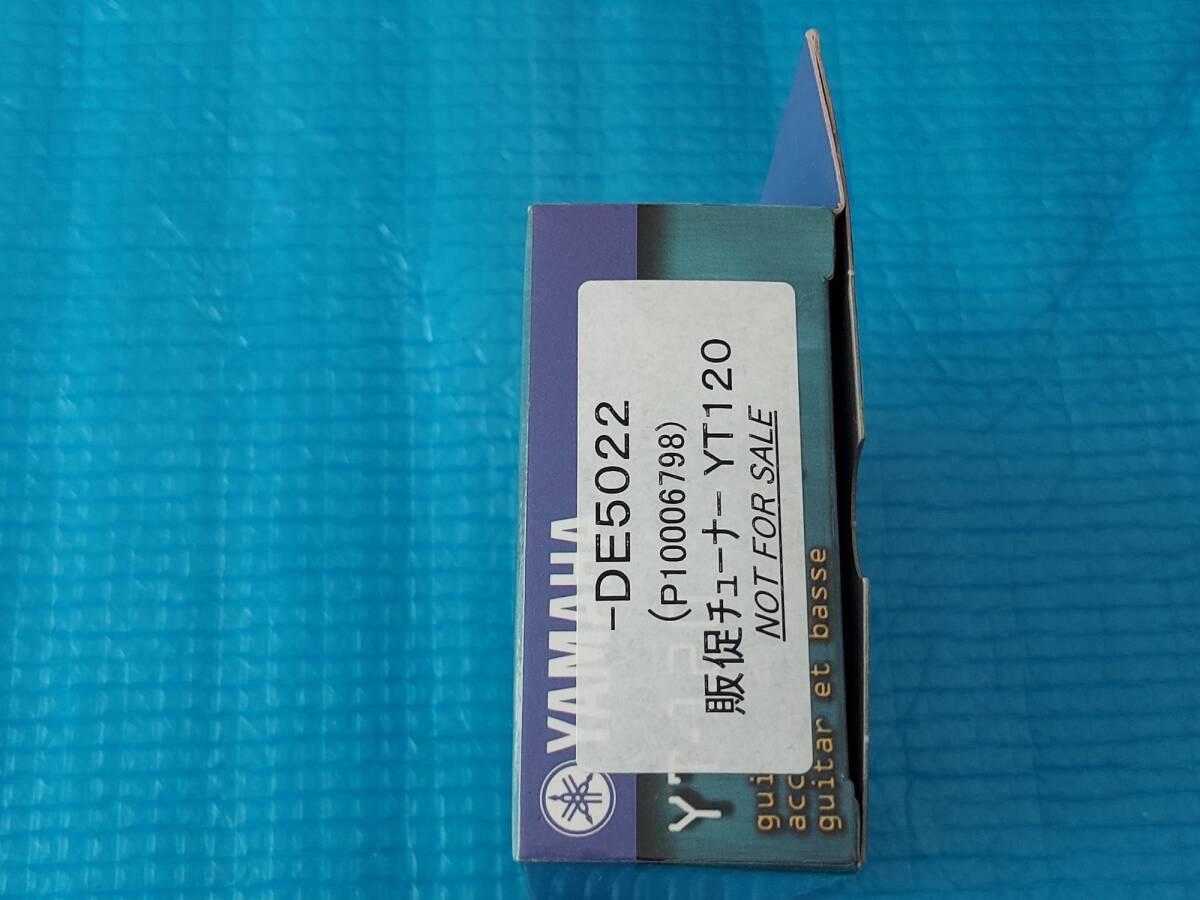 YAMAHA
-DE5022
(P10006798)
販促チューナー YT120
NOT FOR SALE
guitar et basse